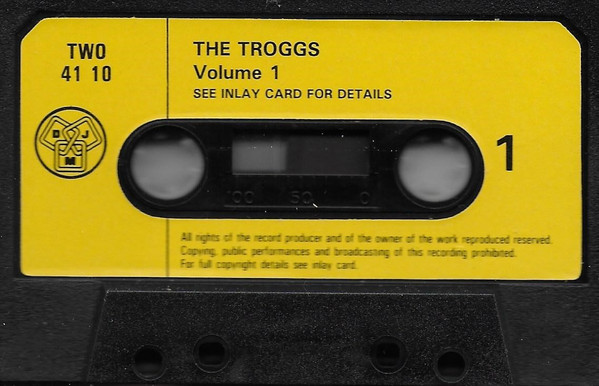 TWO
41 10
THE TROGGS
Volume 1
SEE INLAY CARD FOR DETAILS
D J
M
1
100 50 0
All rights of the record producer and of the owner of the work reproduced reserved.
Copying, public performances and broadcasting of this recording prohibited.
For full copyright details see inlay card.